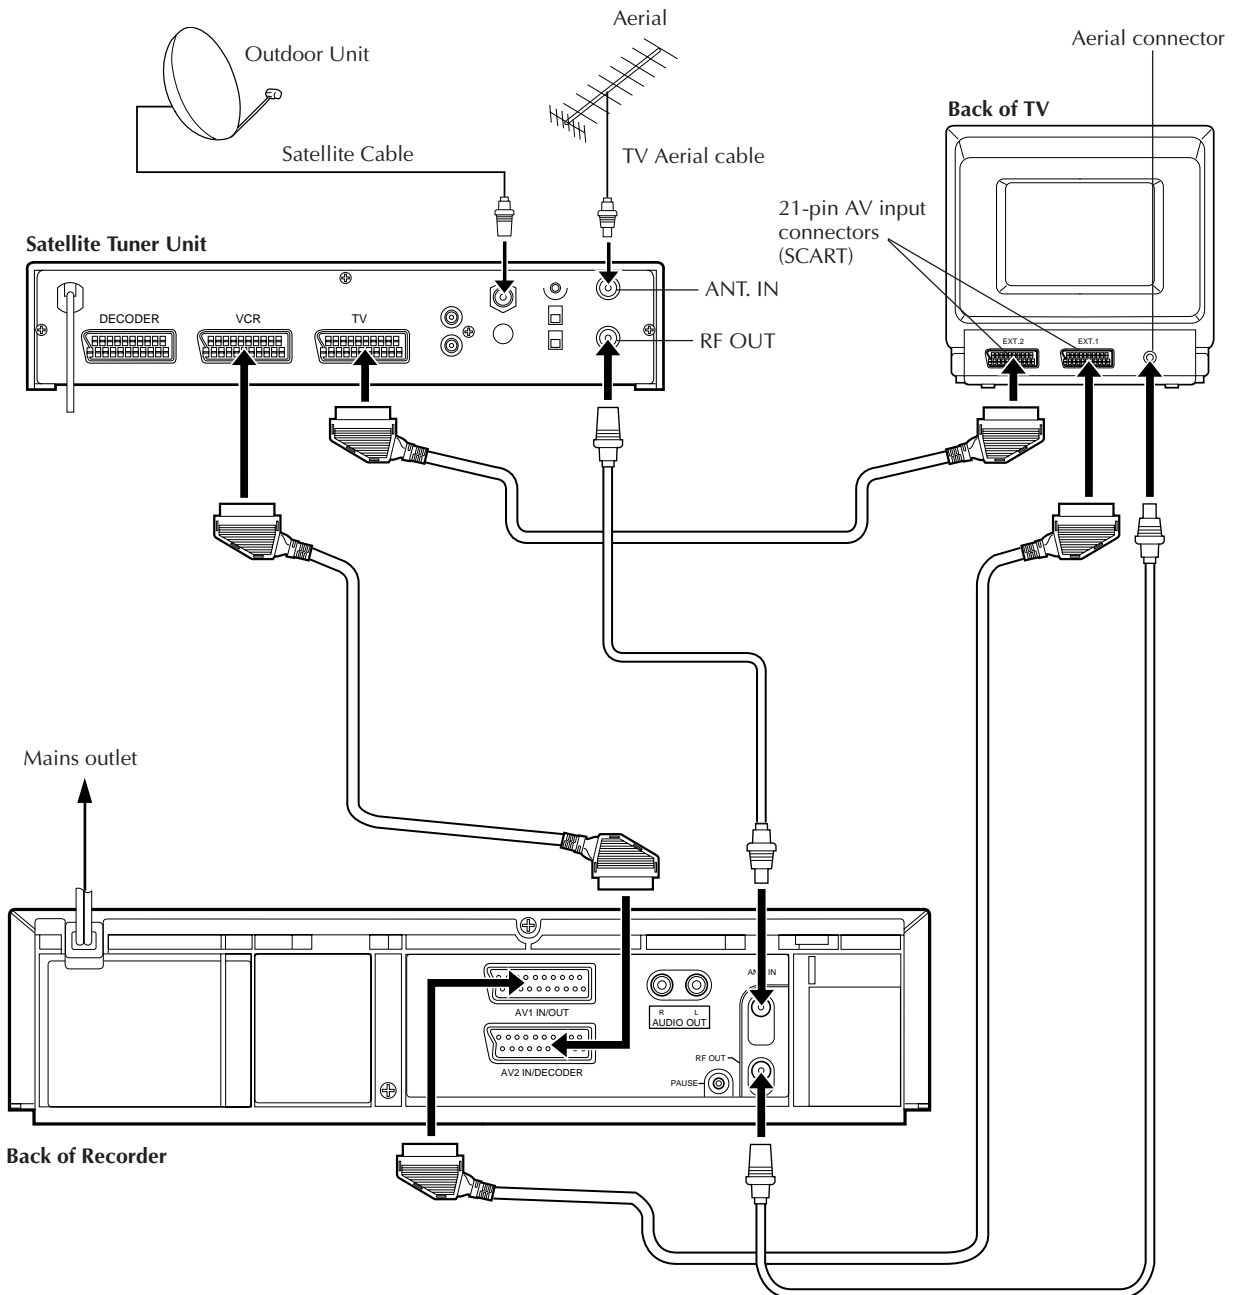 Aerial
Aerial connector
Outdoor Unit
Back of TV
Satellite Cable
TV Aerial cable
21-pin AV input
connectors
(SCART)
Satellite Tuner Unit
ANT. IN
DECODER
VCR
TV
RF OUT
EXT.2
EXT.1
Mains outlet
IN
AV1 IN/OUT
R L
AUDIO OUT
RF OUT
AV2 IN/DECODER
PAUSE
Back of Recorder